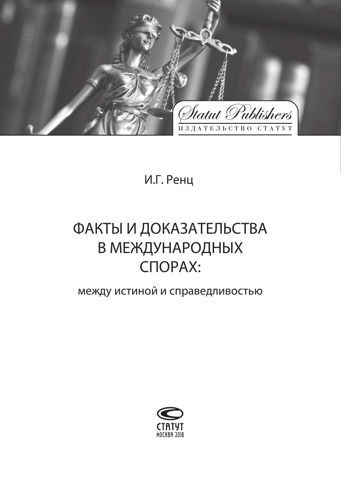 Statut Publishers
ИЗДАТЕЛЬСТВО СТАТУТ
И.Г. Ренц
ФАКТЫ И ДОКАЗАТЕЛЬСТВА
В МЕЖДУНАРОДНЫХ
СПОРАХ:
между истиной и справедливостью
СТАТУТ
МОСКВА 2018